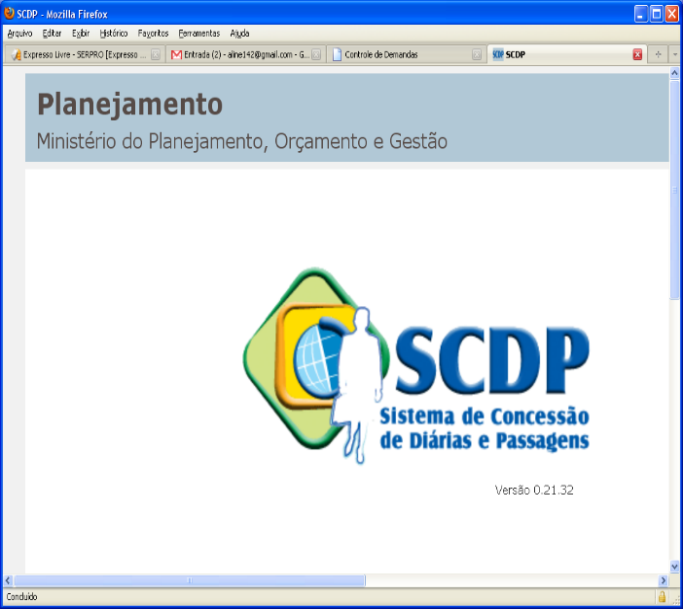 SCDP - Mozilla Firefox
Arquivo Editar Exibir Histórico Favoritos Ferramentas Ajuda
Expresso Livre - SERPRO [Expresso ... Entrada (2) - aline142@gmail.com - G... Controle de Demandas SCDP SCDP
Planejamento
Ministério do Planejamento, Orçamento e Gestão
SCDP
Sistema de Concessão
de Diárias e Passagens
Versão 0.21.32
Concluído